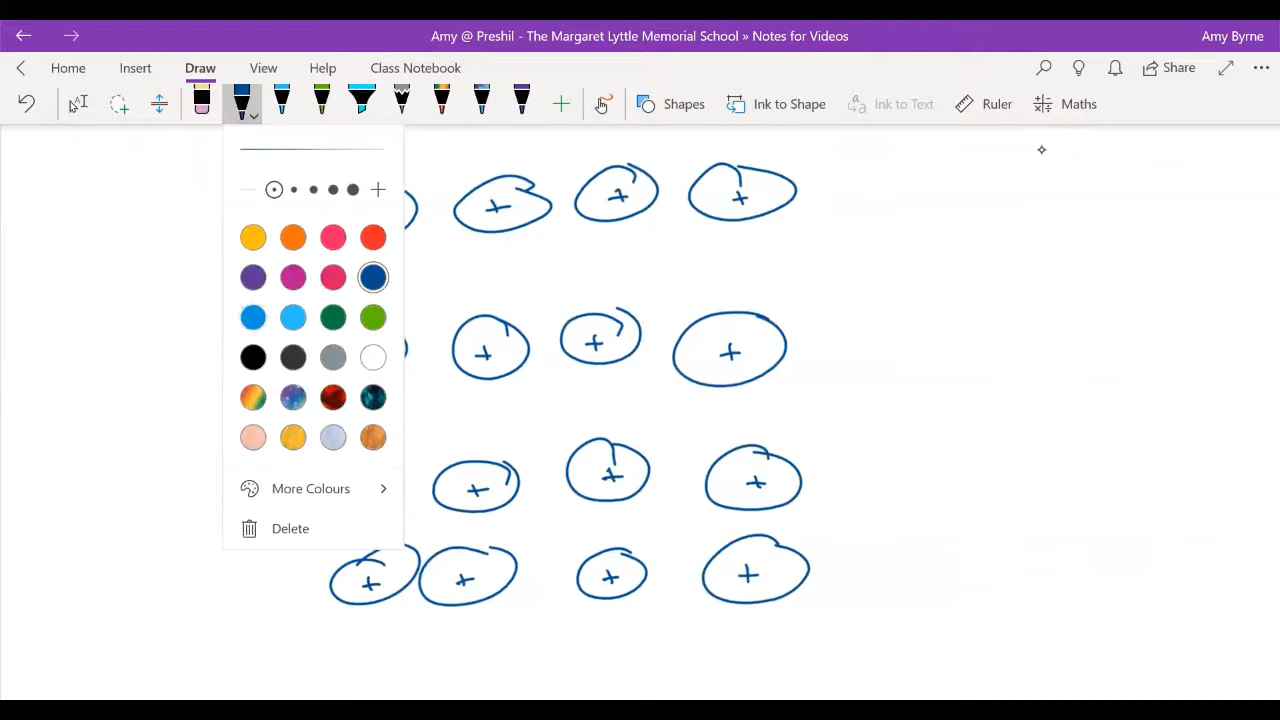 Amy @ Preshil - The Margaret Lyttle Memorial School » Notes for Videos
Amy Byrne
Home Insert Draw View Help Class Notebook
Share
Shapes Ink to Shape Ink to Text Ruler Maths
+ + +
+ + +
+ + +
+ + + +
More Colours
Delete